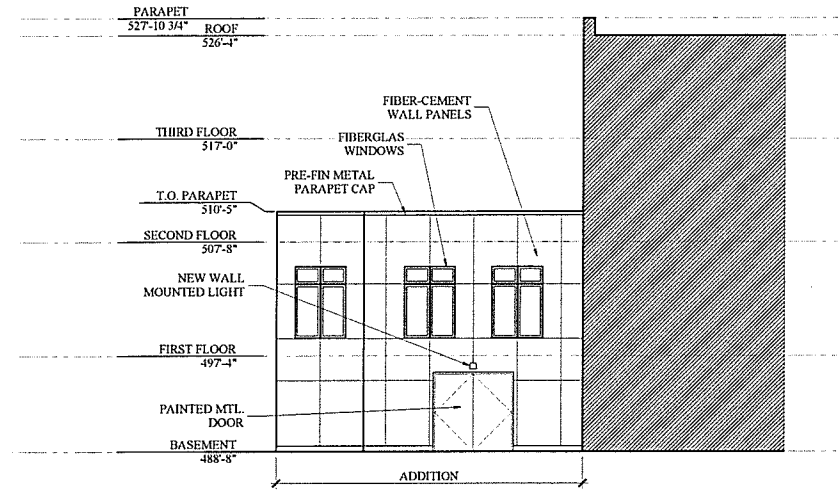 PARAPET
527'-10 3/4"
ROOF
526'-4"
FIBER-CEMENT
WALL PANELS
THIRD FLOOR
517'-0"
FIBERGLAS
WINDOWS
PRE-FIN METAL
PARAPET CAP
T.O. PARAPET
510'-5"
SECOND FLOOR
507'-8"
NEW WALL
MOUNTED LIGHT
FIRST FLOOR
497'-4"
PAINTED MTL.
DOOR
BASEMENT
488'-8"
ADDITION